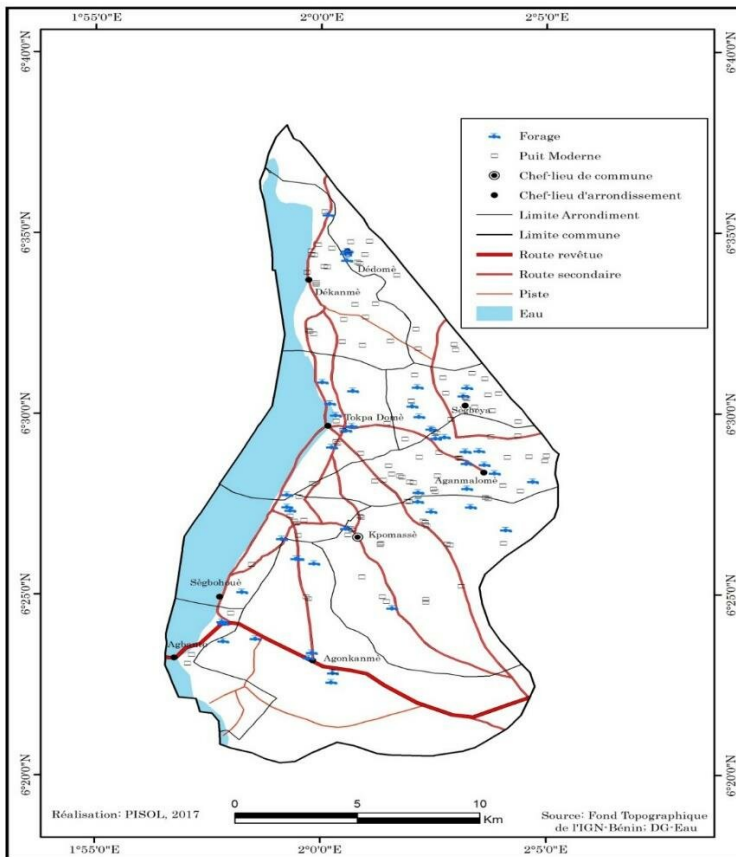 1°55'0"E 2°0'0"E 2°5'0"E
6°40'0"N 6°40'0"N
Forage
Puit Moderne
Chef-lieu de commune
Chef-lieu d'arrondissement
Limite Arrondiment
Limite commune
Route revêtue
Route secondaire
Piste
Eau
6°35'0"N 6°35'0"N
Dédomè
Dékanmè
6°30'0"N 6°30'0"N
Sègbèya
Tokpa Domè
Aganmalomè
Kpomassè
6°25'0"N 6°25'0"N
Sègbohouè
Agbanto
Agonkanmè
6°20'0"N 6°20'0"N
Réalisation: PISOL, 2017
0 5 10
Km
Source: Fond Topographique
de l'IGN-Bénin; DG-Eau
1°55'0"E 2°0'0"E 2°5'0"E